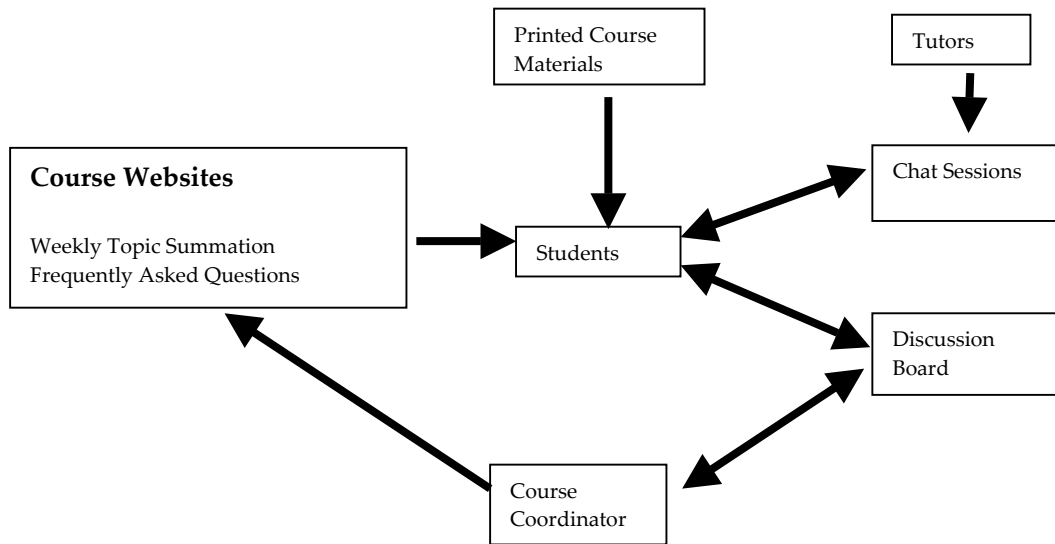 Printed Course
Materials
Tutors
Course Websites
Weekly Topic Summation
Frequently Asked Questions
Students
Chat Sessions
Discussion
Board
Course
Coordinator